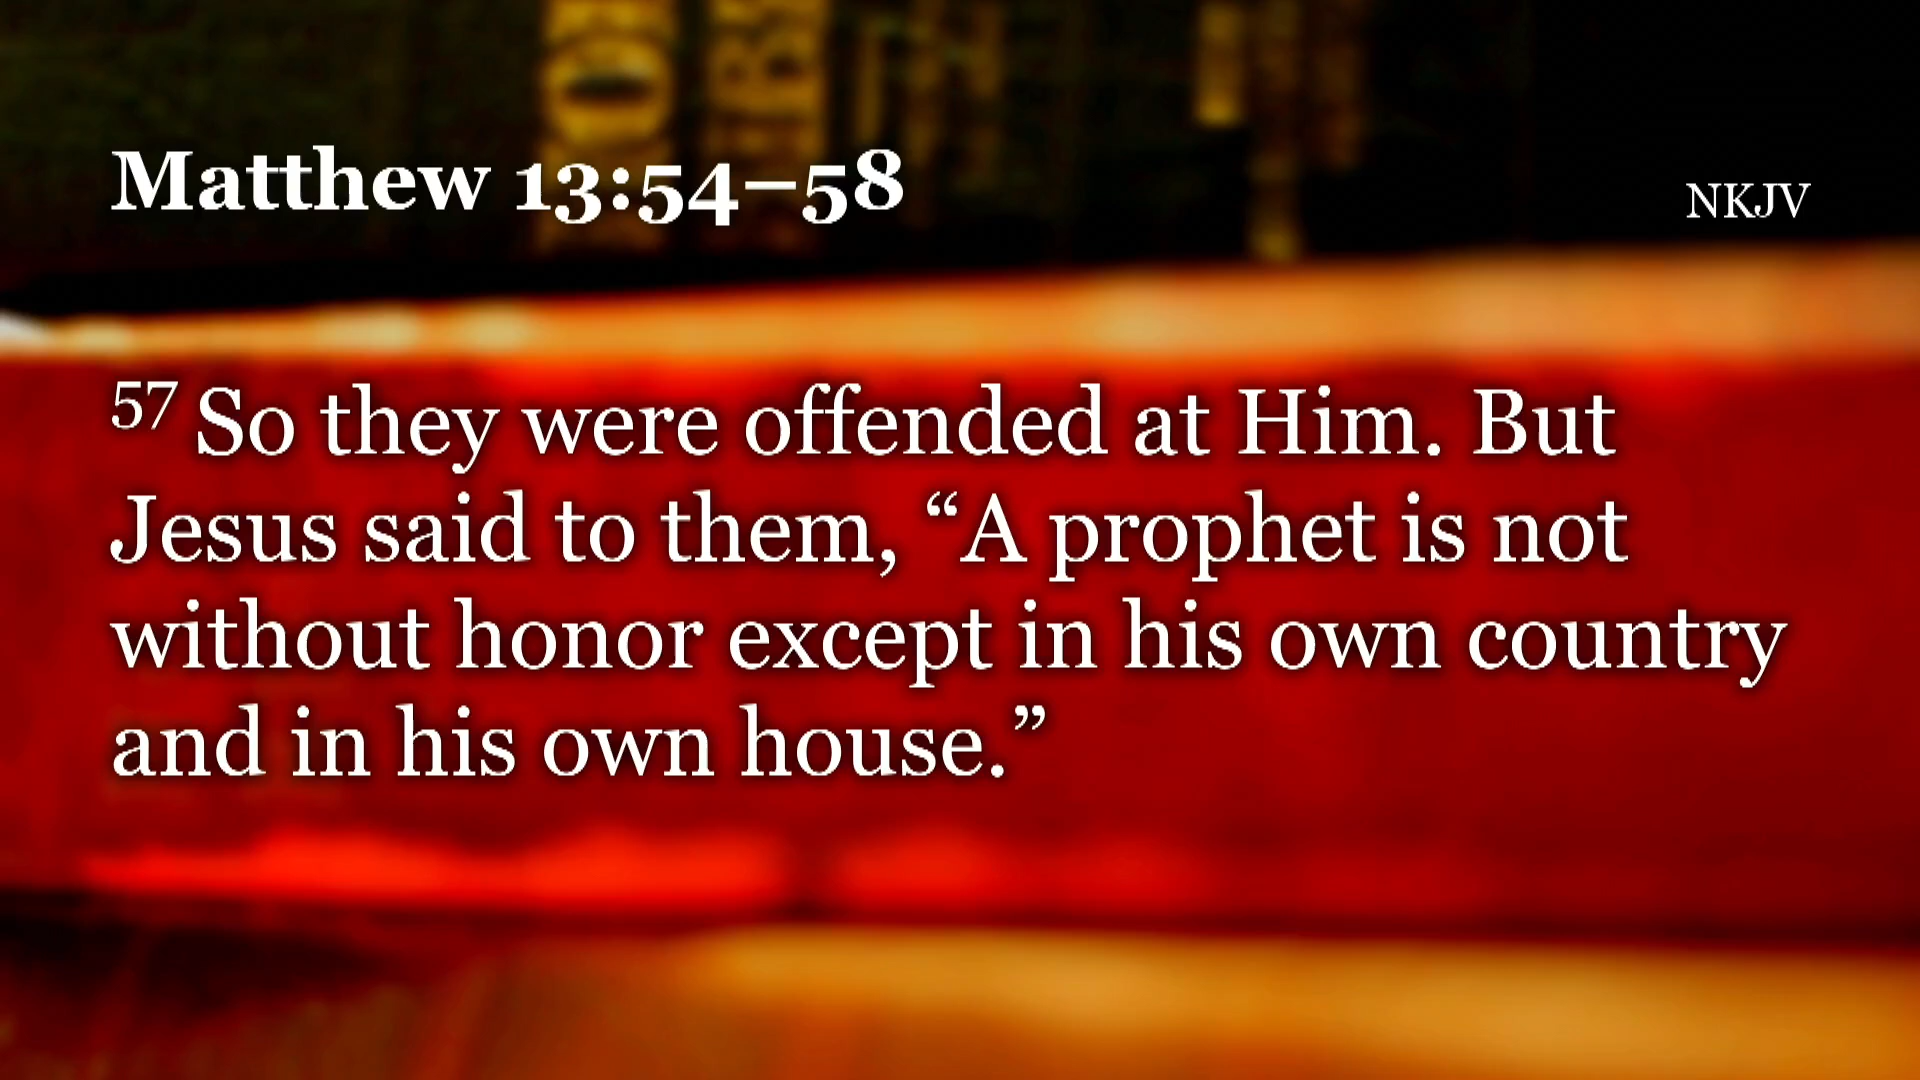 Matthew 13:54–58
NKJV
57 So they were offended at Him. But
Jesus said to them, “A prophet is not
without honor except in his own country
and in his own house.”